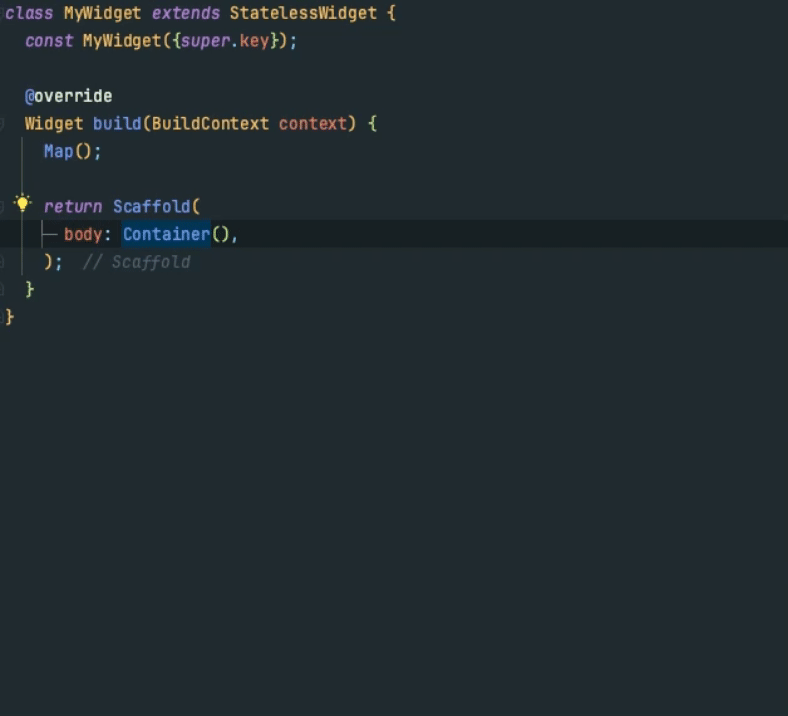 class MyWidget extends StatelessWidget {
const MyWidget({super.key});
@override
Widget build(BuildContext context) {
Map();
return Scaffold(
body: Container(),
); // Scaffold
}
}